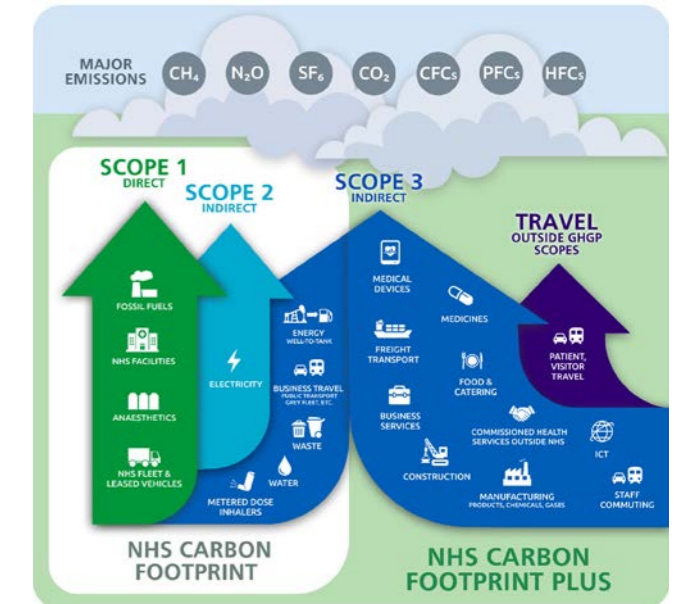 MAJOR
EMISSIONS
CH₄
N₂O
SF₆
CO₂
CFCs
PFCs
HFCs
SCOPE 1
DIRECT
FOSSIL FUELS
NHS FACILITIES
ANAESTHETICS
NHS FLEET &
LEASED VEHICLES
SCOPE 2
INDIRECT
ELECTRICITY
SCOPE 3
INDIRECT
ENERGY
WELL-TO-TANK
BUSINESS TRAVEL
PUBLIC TRANSPORT
GREY FLEET, ETC.
WASTE
WATER
METERED DOSE
INHALERS
MEDICAL
DEVICES
MEDICINES
FREIGHT
TRANSPORT
FOOD &
CATERING
BUSINESS
SERVICES
COMMISSIONED HEALTH
SERVICES OUTSIDE NHS
ICT
CONSTRUCTION
MANUFACTURING
PRODUCTS, CHEMICALS, GASES
STAFF
COMMUTING
TRAVEL
OUTSIDE GHGP
SCOPES
PATIENT,
VISITOR
TRAVEL
NHS CARBON
FOOTPRINT
NHS CARBON
FOOTPRINT PLUS